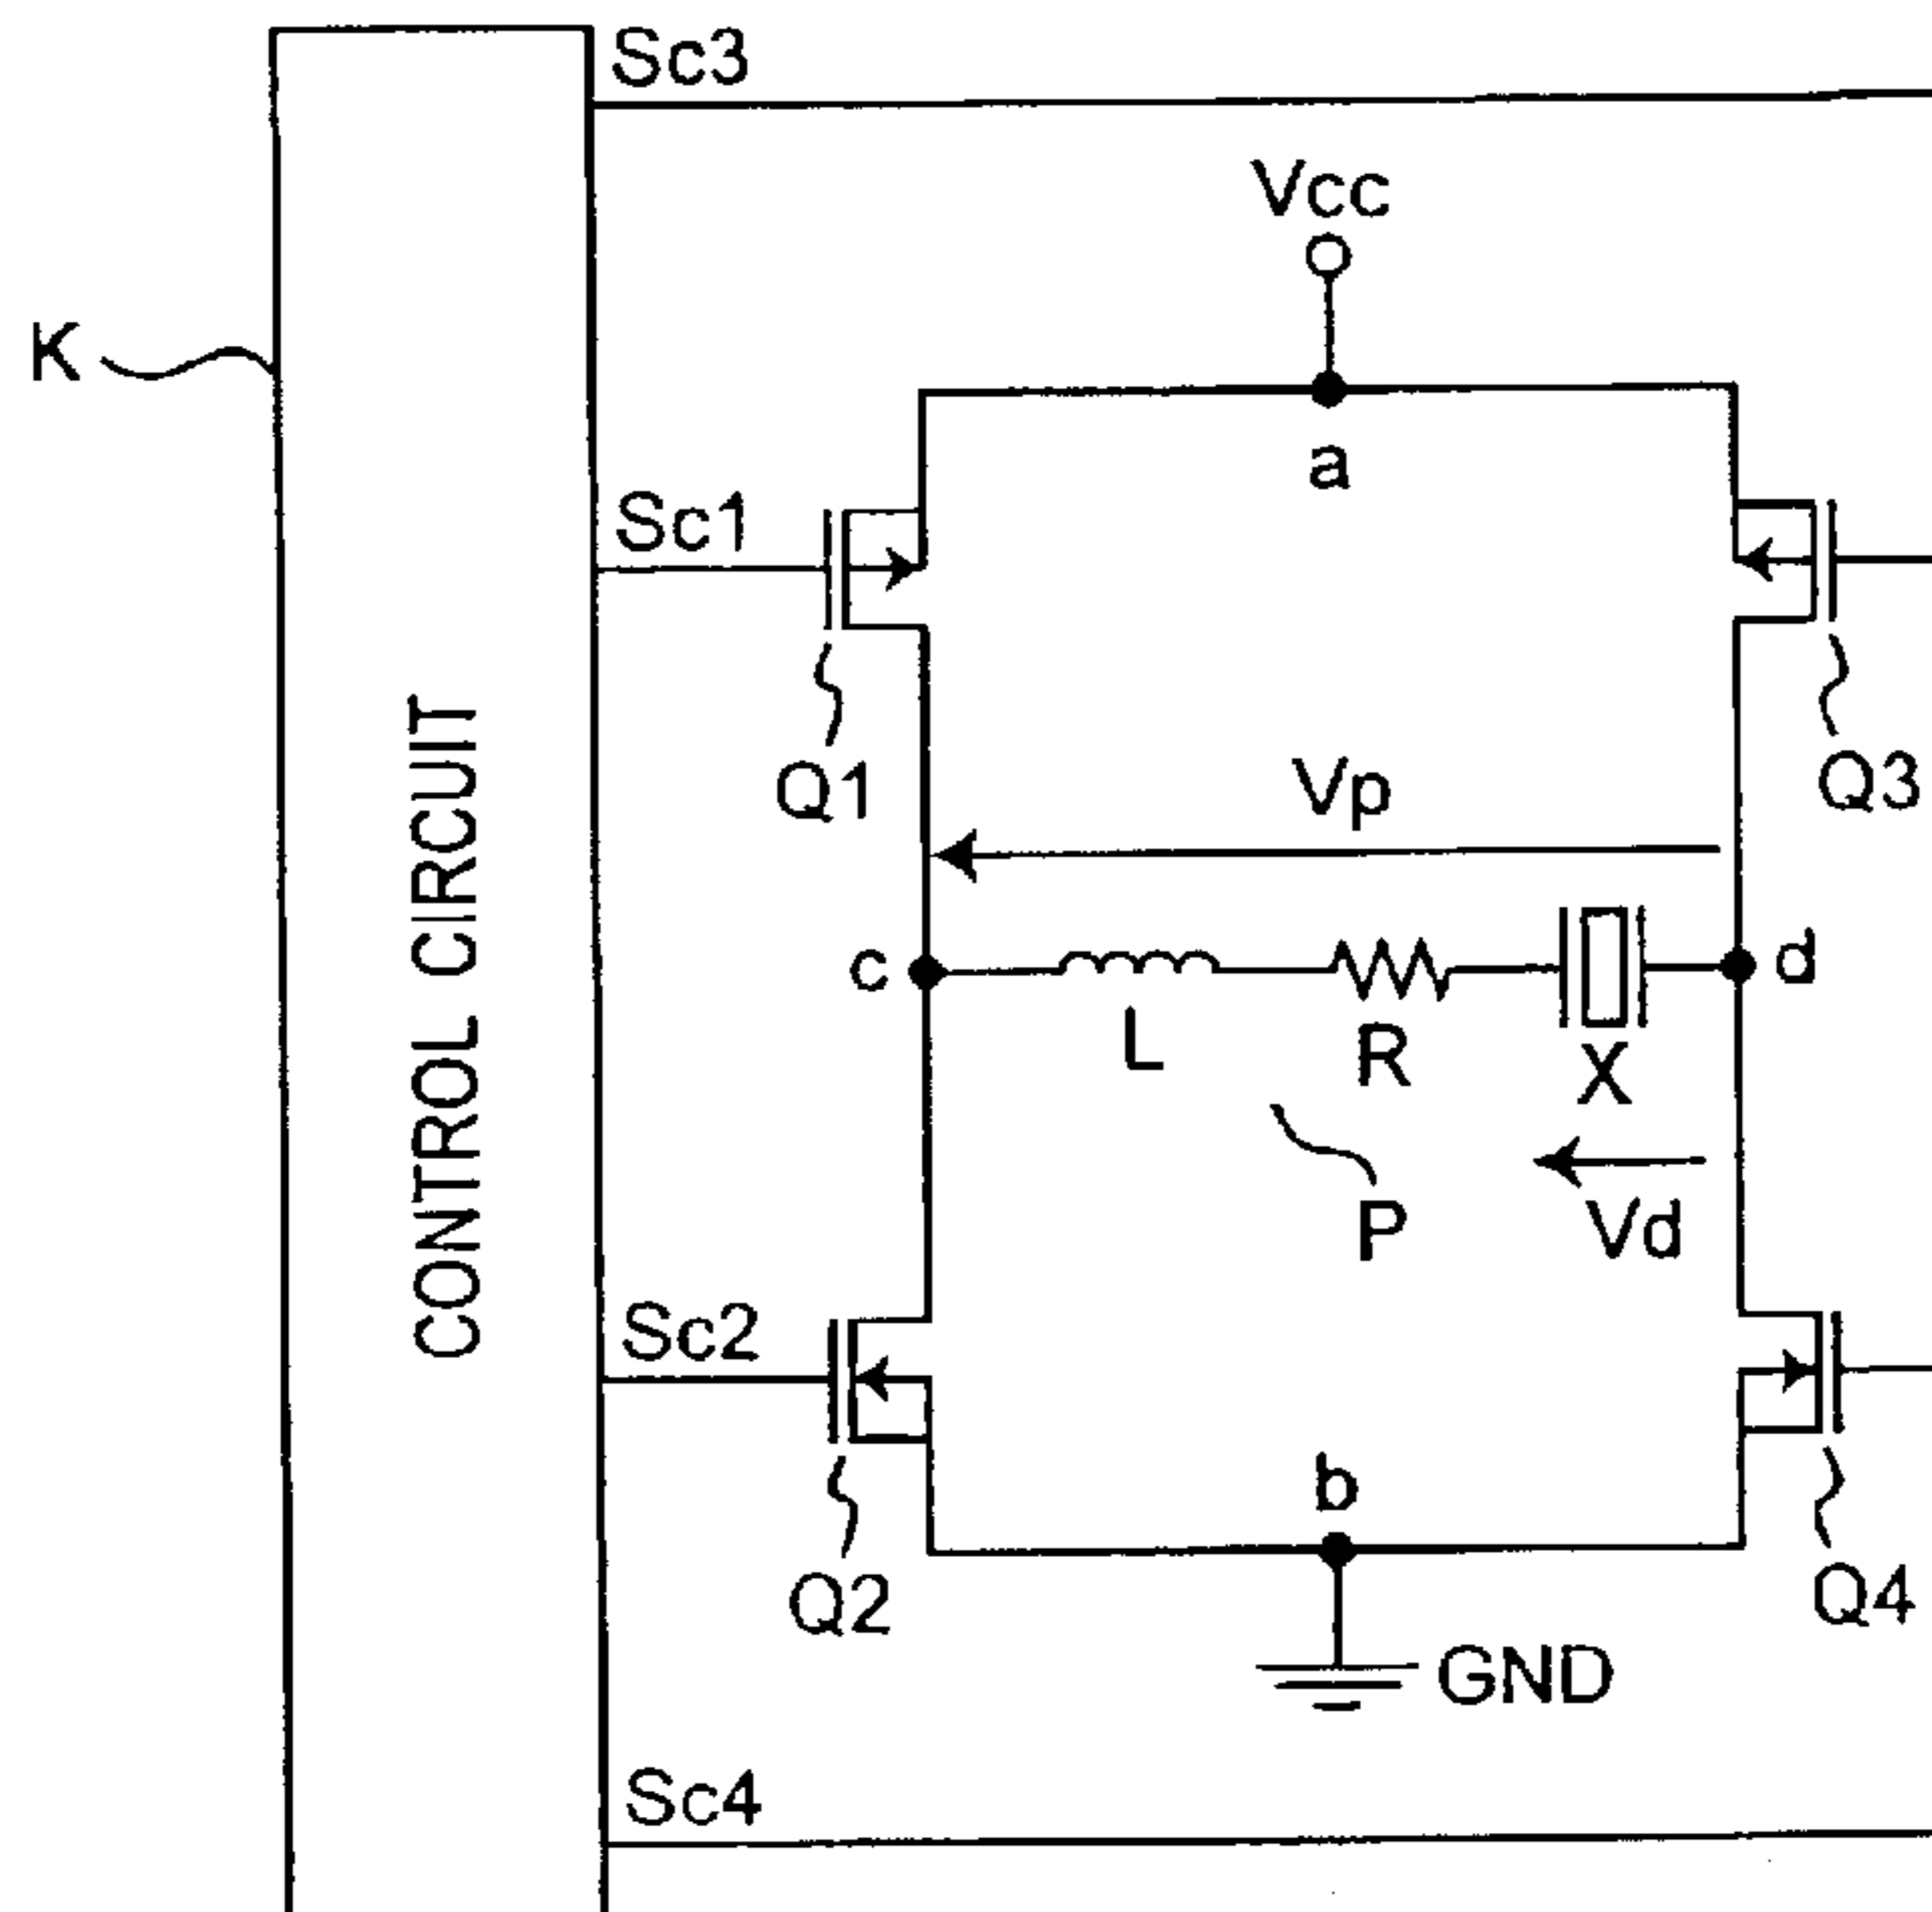 Sc3
Vcc
K
a
Sc1
Q1
Q3
Vp
CONTROL CIRCUIT
c
d
L
R
X
P
Vd
Sc2
b
Q2
Q4
GND
Sc4